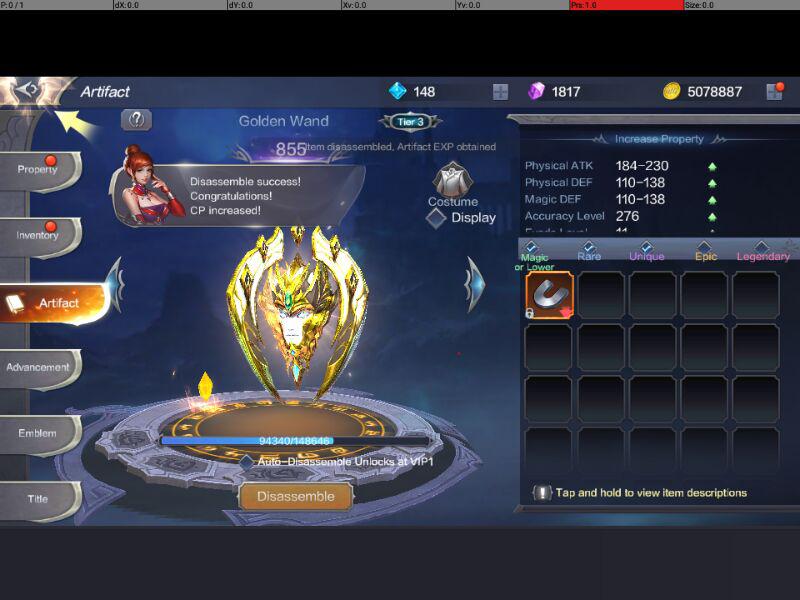 P: 0 / 1
dX: 0.0
dY: 0.0
Xv: 0.0
Yv: 0.0
Prs: 1.0
Size: 0.0
Artifact
148
1817
5078887
Golden Wand
Tier 3
855
Item disassembled, Artifact EXP obtained
Disassemble success!
Congratulations!
CP increased!
Costume
Display
Property
Inventory
Artifact
Advancement
Emblem
Title
94340/148646
Auto-Disassemble Unlocks at VIP1
Disassemble
Increase Property
Physical ATK 184-230
Physical DEF 110-138
Magic DEF 110-138
Accuracy Level 276
Magic or Lower
Rare
Unique
Epic
Legendary
Tap and hold to view item descriptions